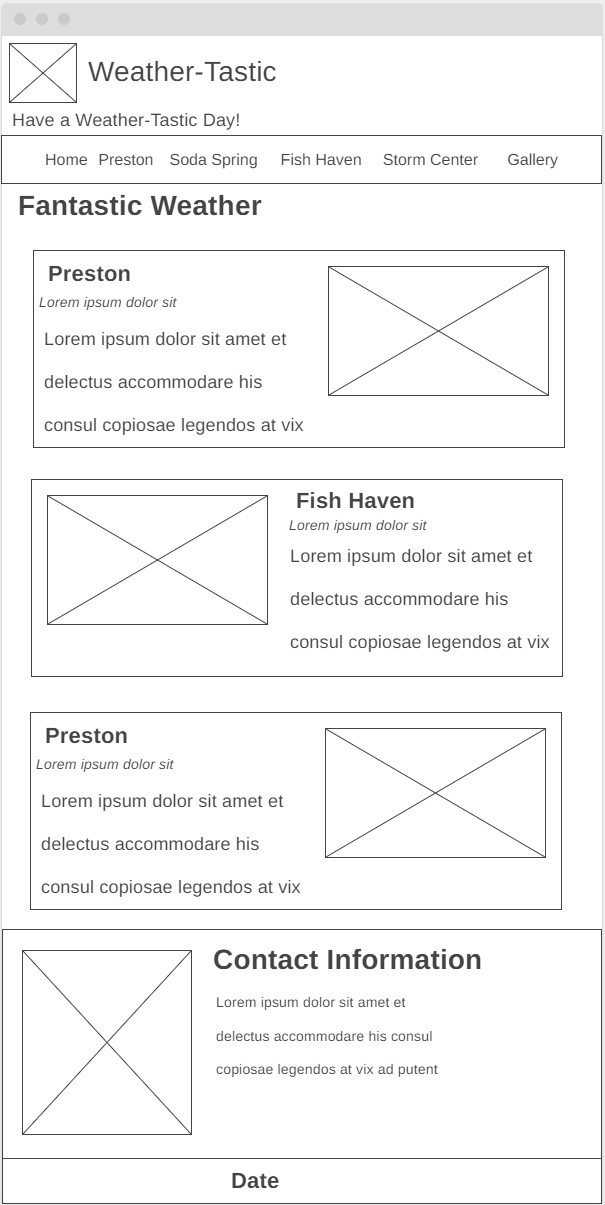 Weather-Tastic
Have a Weather-Tastic Day!
Home Preston Soda Spring Fish Haven Storm Center Gallery
Fantastic Weather
Preston
Lorem ipsum dolor sit
Lorem ipsum dolor sit amet et
delectus accommodare his
consul copiosae legendos at vix
Fish Haven
Lorem ipsum dolor sit
Lorem ipsum dolor sit amet et
delectus accommodare his
consul copiosae legendos at vix
Preston
Lorem ipsum dolor sit
Lorem ipsum dolor sit amet et
delectus accommodare his
consul copiosae legendos at vix
Contact Information
Lorem ipsum dolor sit amet et
delectus accommodare his consul
copiosae legendos at vix ad putent
Date